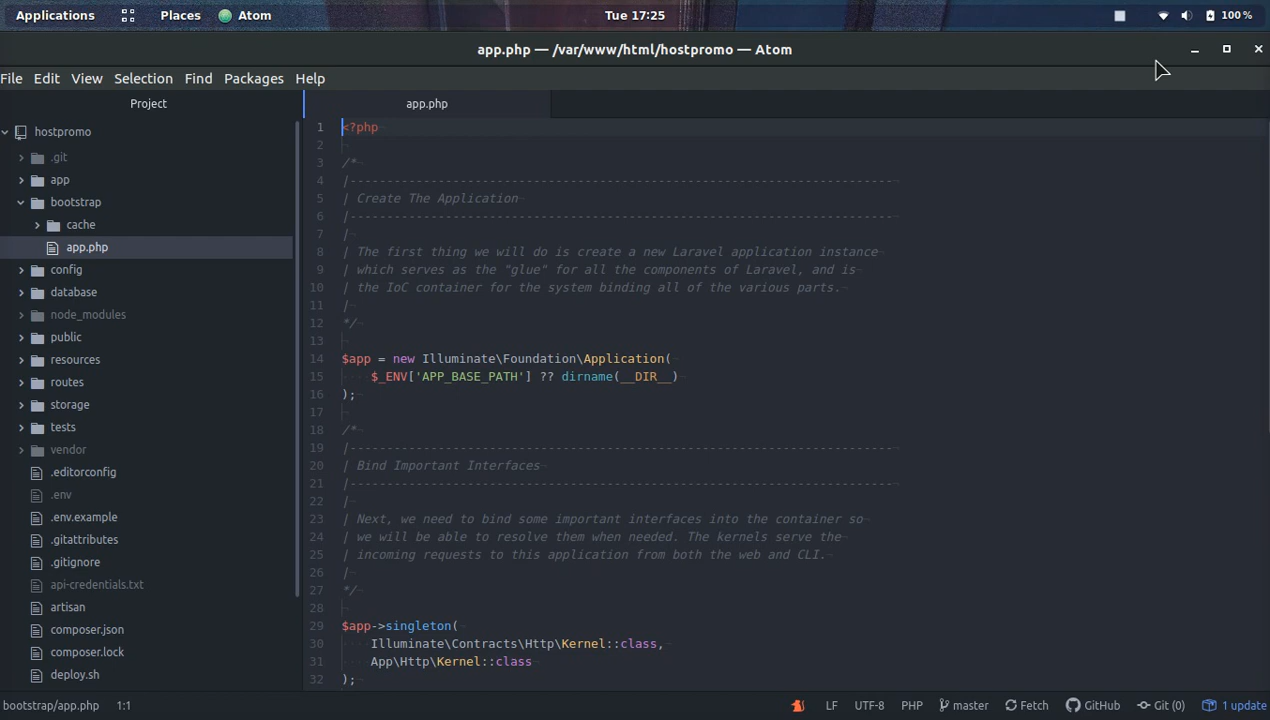 Applications Places Atom Tue 17:25 100%
app.php — /var/www/html/hostpromo — Atom
File Edit View Selection Find Packages Help
Project
hostpromo
.git
app
bootstrap
cache
app.php
config
database
node_modules
public
resources
routes
storage
tests
vendor
.editorconfig
.env
.env.example
.gitattributes
.gitignore
api-credentials.txt
artisan
composer.json
composer.lock
deploy.sh
app.php
1 <?php
2
3 /*
4 |--------------------------------------------------------------------------
5 | Create The Application
6 |--------------------------------------------------------------------------
7 |
8 | The first thing we will do is create a new Laravel application instance
9 | which serves as the "glue" for all the components of Laravel, and is
10 | the IoC container for the system binding all of the various parts.
11 |
12 */
13
14 $app = new Illuminate\Foundation\Application(
15 $_ENV['APP_BASE_PATH'] ?? dirname(__DIR__)
16 );
17
18 /*
19 |--------------------------------------------------------------------------
20 | Bind Important Interfaces
21 |--------------------------------------------------------------------------
22 |
23 | Next, we need to bind some important interfaces into the container so
24 | we will be able to resolve them when needed. The kernels serve the
25 | incoming requests to this application from both the web and CLI.
26 |
27 */
28
29 $app->singleton(
30 Illuminate\Contracts\Http\Kernel::class,
31 App\Http\Kernel::class
32 );
bootstrap/app.php 1:1 LF UTF-8 PHP master Fetch GitHub Git (0) 1 update